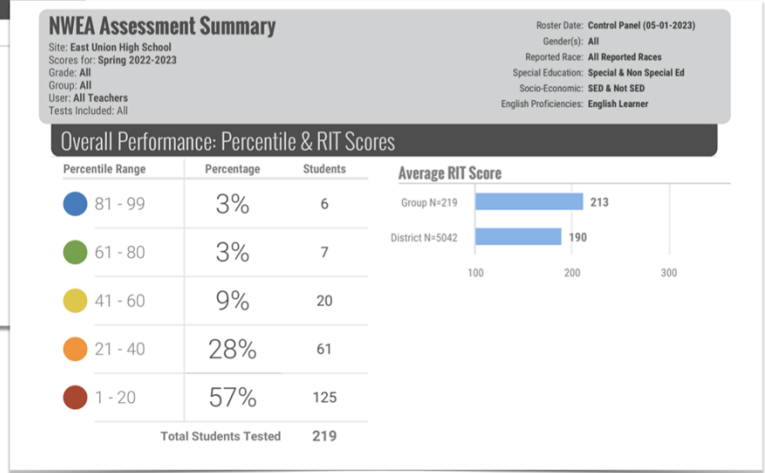 NWEA Assessment Summary
Site: East Union High School
Scores for: Spring 2022-2023
Grade: All
Group: All
User: All Teachers
Tests Included: All
Roster Date: Control Panel (05-01-2023)
Gender(s): All
Reported Race: All Reported Races
Special Education: Special & Non Special Ed
Socio-Economic: SED & Not SED
English Proficiencies: English Learner
Overall Performance: Percentile & RIT Scores
Percentile Range Percentage Students
81 - 99 3% 6
61 - 80 3% 7
41 - 60 9% 20
21 - 40 28% 61
1 - 20 57% 125
Total Students Tested 219
Average RIT Score
Group N=219 213
District N=5042 190
100 200 300